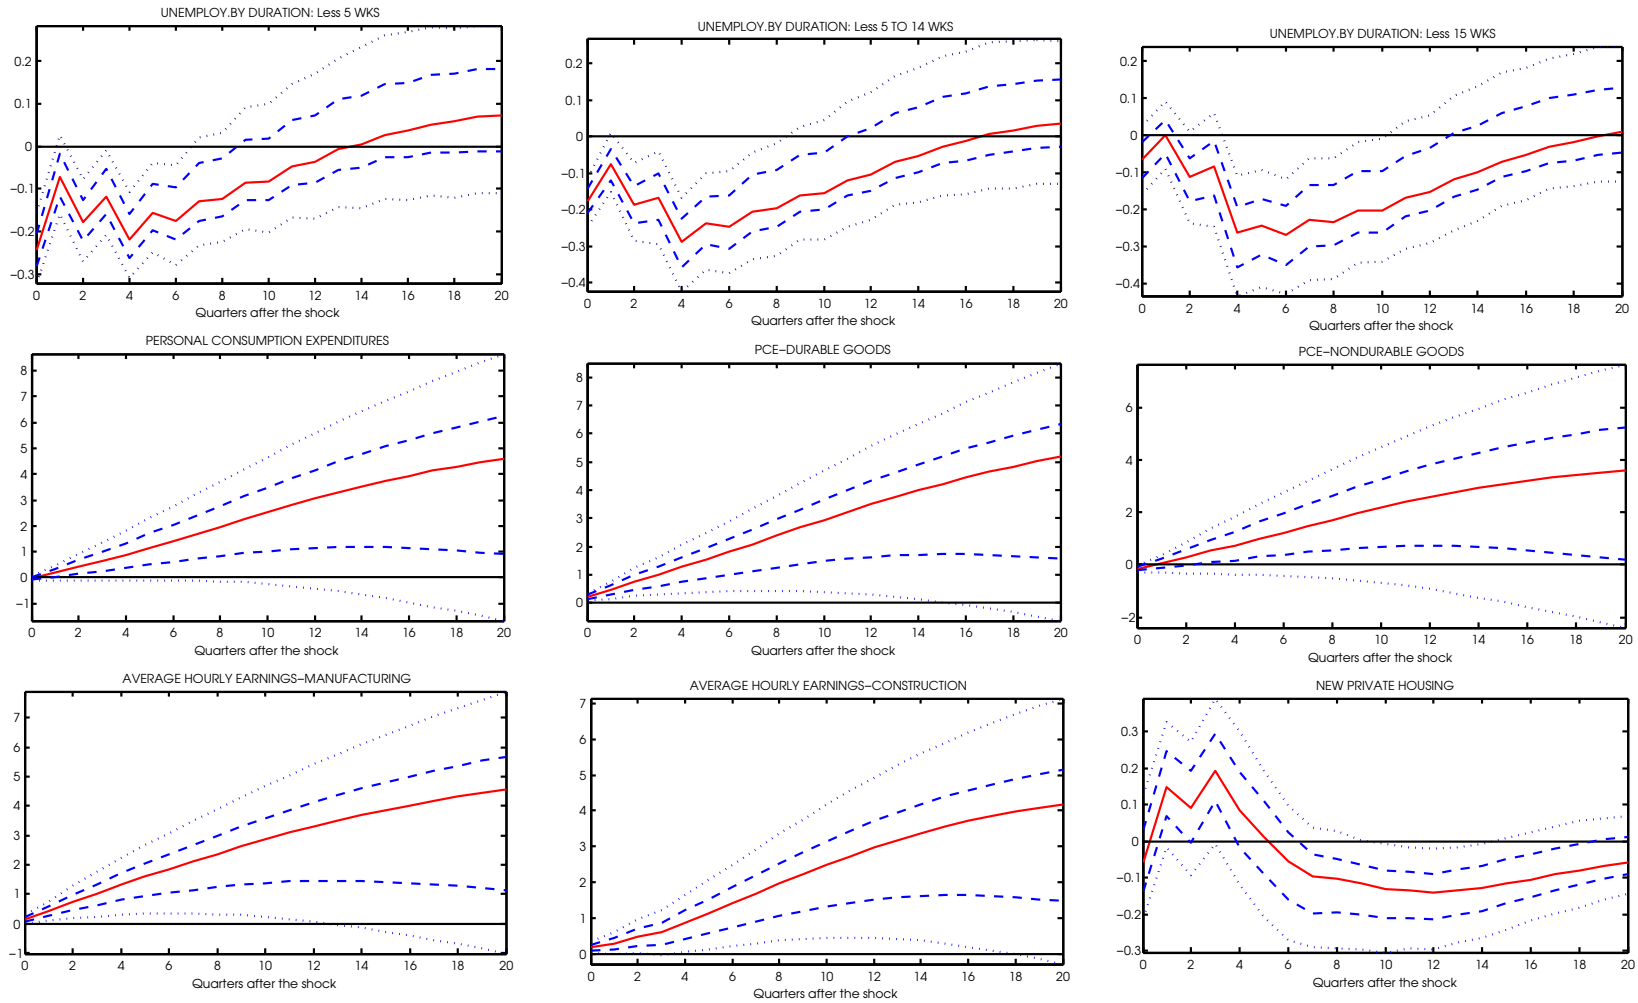 UNEMPLOY.BY DURATION: Less 5 WKS
0.2
0.1
0
−0.1
−0.2
−0.3
0 2 4 6 8 10 12 14 16 18 20
Quarters after the shock
UNEMPLOY.BY DURATION: Less 5 TO 14 WKS
0.2
0.1
0
−0.1
−0.2
−0.3
−0.4
0 2 4 6 8 10 12 14 16 18 20
Quarters after the shock
UNEMPLOY.BY DURATION: Less 15 WKS
0.2
0.1
0
−0.1
−0.2
−0.3
−0.4
0 2 4 6 8 10 12 14 16 18 20
Quarters after the shock
PERSONAL CONSUMPTION EXPENDITURES
8
7
6
5
4
3
2
1
0
−1
0 2 4 6 8 10 12 14 16 18 20
Quarters after the shock
PCE−DURABLE GOODS
8
7
6
5
4
3
2
1
0
0 2 4 6 8 10 12 14 16 18 20
Quarters after the shock
PCE−NONDURABLE GOODS
6
4
2
0
−2
0 2 4 6 8 10 12 14 16 18 20
Quarters after the shock
AVERAGE HOURLY EARNINGS−MANUFACTURING
7
6
5
4
3
2
1
0
−1
0 2 4 6 8 10 12 14 16 18 20
Quarters after the shock
AVERAGE HOURLY EARNINGS−CONSTRUCTION
7
6
5
4
3
2
1
0
0 2 4 6 8 10 12 14 16 18 20
Quarters after the shock
NEW PRIVATE HOUSING
0.3
0.2
0.1
0
−0.1
−0.2
−0.3
0 2 4 6 8 10 12 14 16 18 20
Quarters after the shock